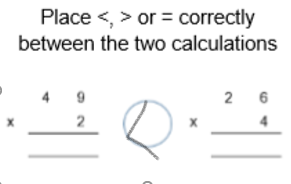 Place <, > or = correctly
between the two calculations
4 9 2 6
x 2 < x 4